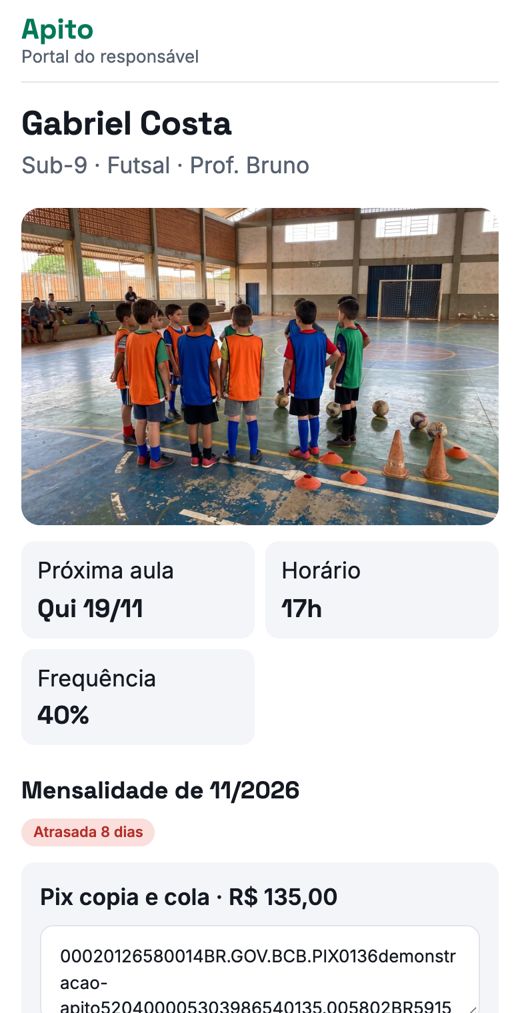 Apito
Portal do responsável
Gabriel Costa
Sub-9 · Futsal · Prof. Bruno
Próxima aula
Qui 19/11
Horário
17h
Frequência
40%
Mensalidade de 11/2026
Atrasada 8 dias
Pix copia e cola · R$ 135,00
00020126580014BR.GOV.BCB.PIX0136demonstr
acao-
apito520400005303986540135.005802BR5915